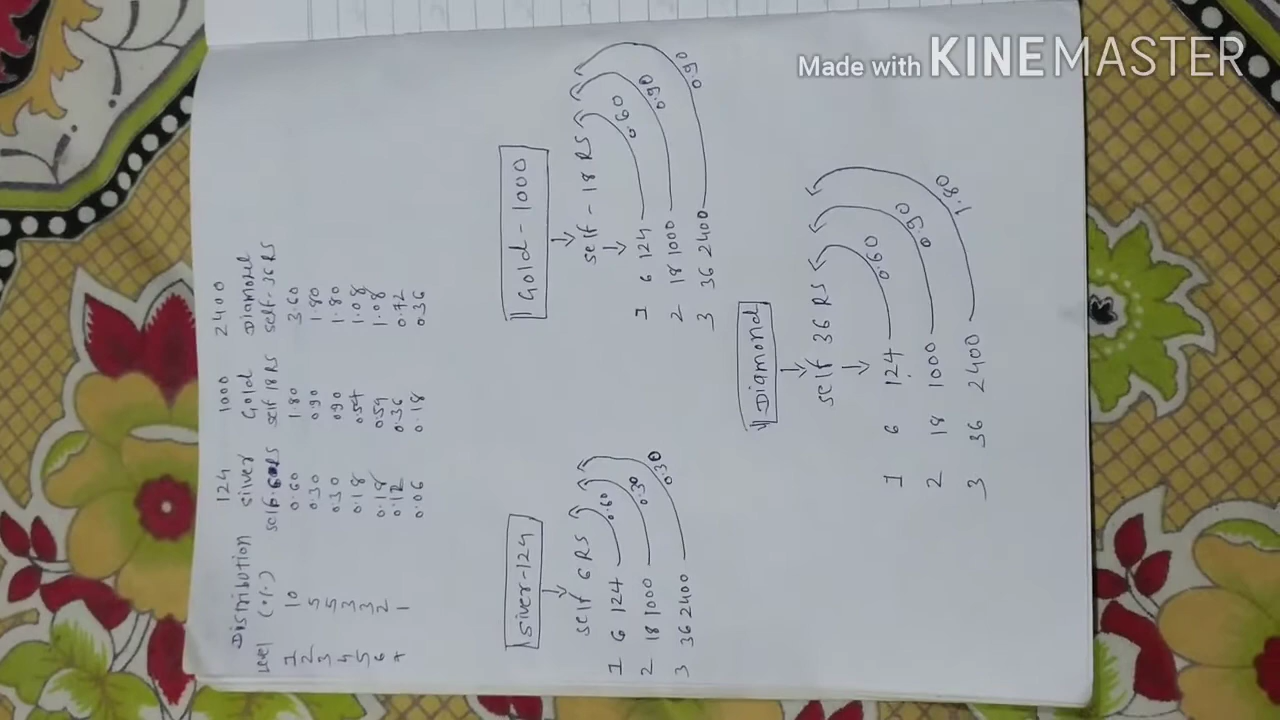 Made with KINEMASTER
124 1000 2400
Distribution Silver Gold Diamond
Level (%) self 18 RS self-36 RS
1 10 0.60 1.80 3.60
2 5 0.30 0.90 1.80
3 5 0.30 090 1.80
4 3 0.18 0.54 1.08
5 3 0.18 0.54 1.08
6 2 0.12 0.36 0.72
7 1 0.06 0.18 0.36
Silver-124
self 6 RS
1 6 124 0.60
2 18 1000 0.30
3 36 2400 0.30
Gold-1000
self-18 RS
1 6 124 0.60
2 18 1000 0.90
3 36 2400 0.90
Diamond
self 36 RS
1 6 124 0.60
2 18 1000 0.90
3 36 2400 1.80